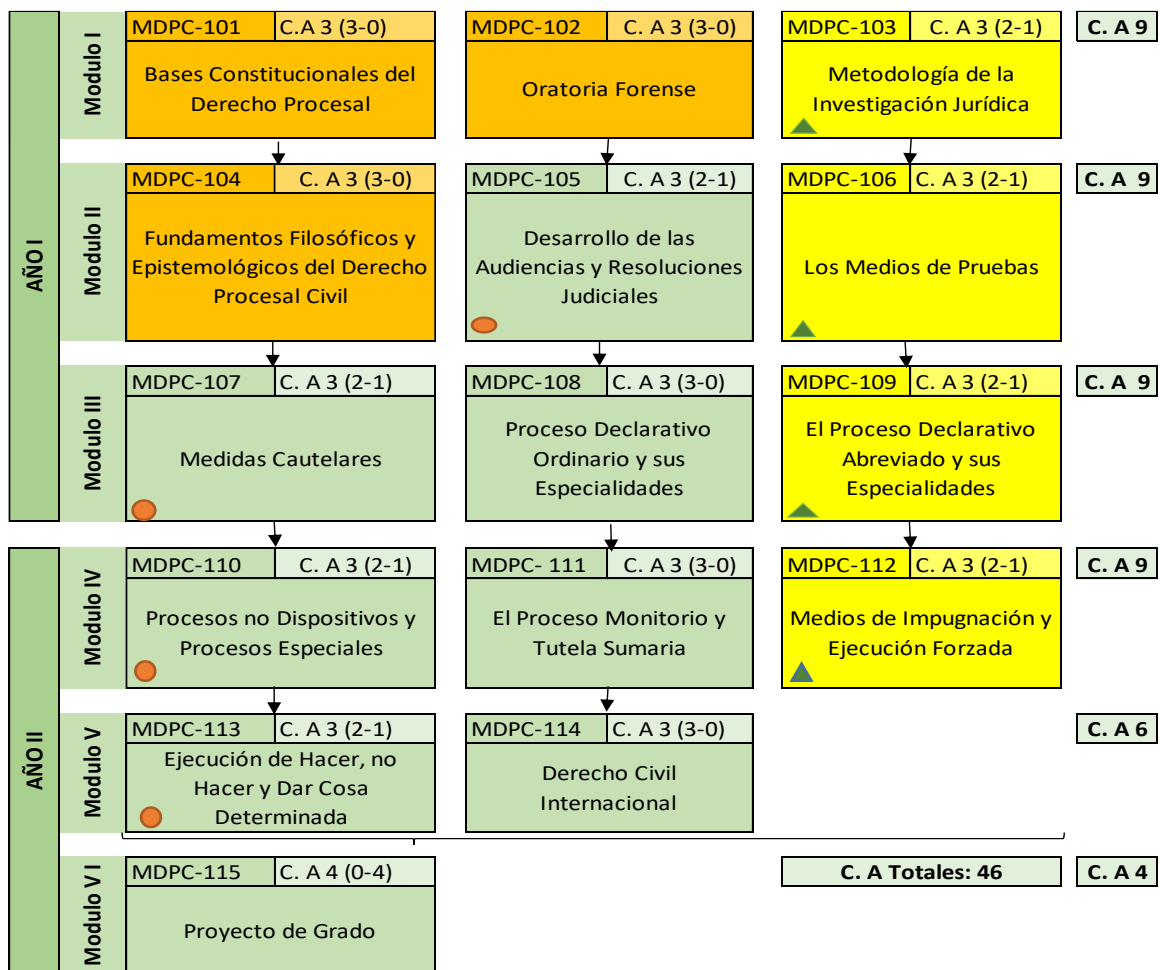 AÑO I
Modulo I
MDPC-101 C.A 3 (3-0)
Bases Constitucionales del
Derecho Procesal
MDPC-102 C. A 3 (3-0)
Oratoria Forense
MDPC-103 C. A 3 (2-1)
Metodología de la
Investigación Jurídica
C. A 9
Modulo II
MDPC-104 C. A 3 (3-0)
Fundamentos Filosóficos y
Epistemológicos del Derecho
Procesal Civil
MDPC-105 C. A 3 (2-1)
Desarrollo de las
Audiencias y Resoluciones
Judiciales
MDPC-106 C. A 3 (2-1)
Los Medios de Pruebas
C. A 9
Modulo III
MDPC-107 C. A 3 (2-1)
Medidas Cautelares
MDPC-108 C. A 3 (3-0)
Proceso Declarativo
Ordinario y sus
Especialidades
MDPC-109 C. A 3 (2-1)
El Proceso Declarativo
Abreviado y sus
Especialidades
C. A 9
AÑO II
Modulo IV
MDPC-110 C. A 3 (2-1)
Procesos no Dispositivos y
Procesos Especiales
MDPC- 111 C. A 3 (3-0)
El Proceso Monitorio y
Tutela Sumaria
MDPC-112 C. A 3 (2-1)
Medios de Impugnación y
Ejecución Forzada
C. A 9
Modulo V
MDPC-113 C. A 3 (2-1)
Ejecución de Hacer, no
Hacer y Dar Cosa
Determinada
MDPC-114 C. A 3 (3-0)
Derecho Civil
Internacional
C. A 6
Modulo V I
MDPC-115 C. A 4 (0-4)
Proyecto de Grado
C. A Totales: 46
C. A 4